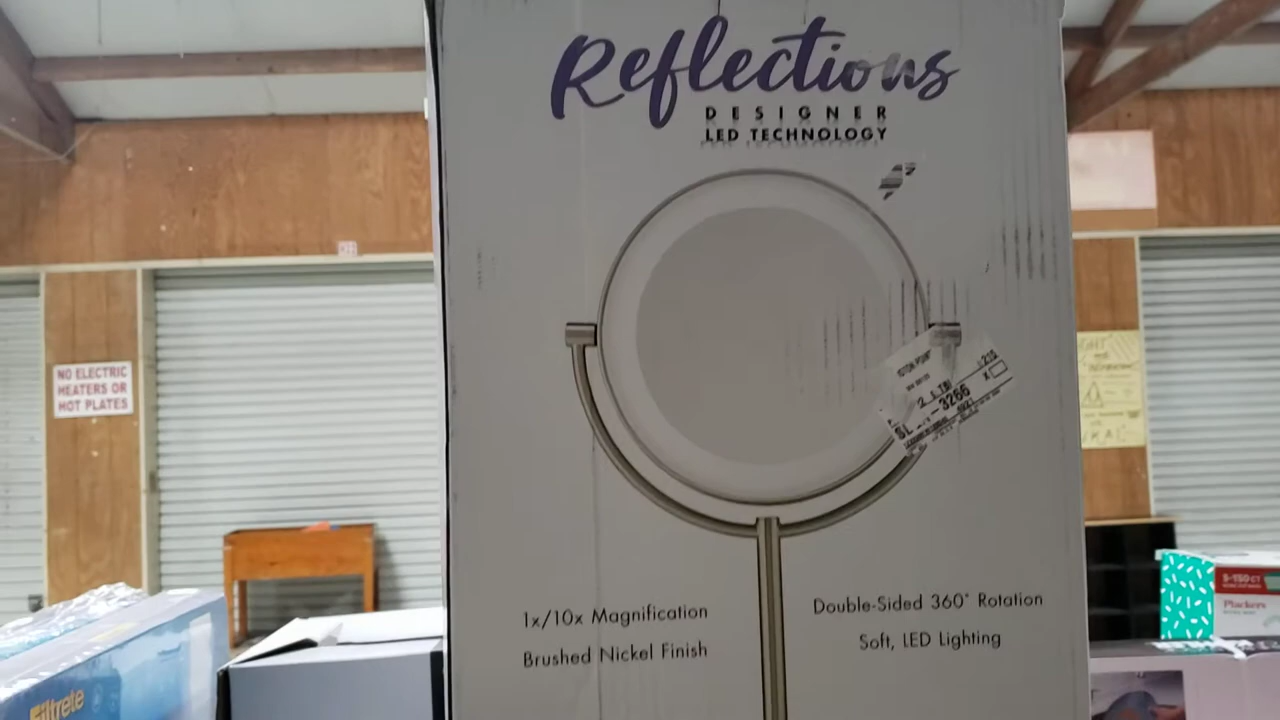 Reflections
DESIGNER
LED TECHNOLOGY
NO ELECTRIC
HEATERS OR
HOT PLATES
3266
1x/10x Magnification
Brushed Nickel Finish
Double-Sided 360° Rotation
Soft, LED Lighting
Filtrete
Plackers